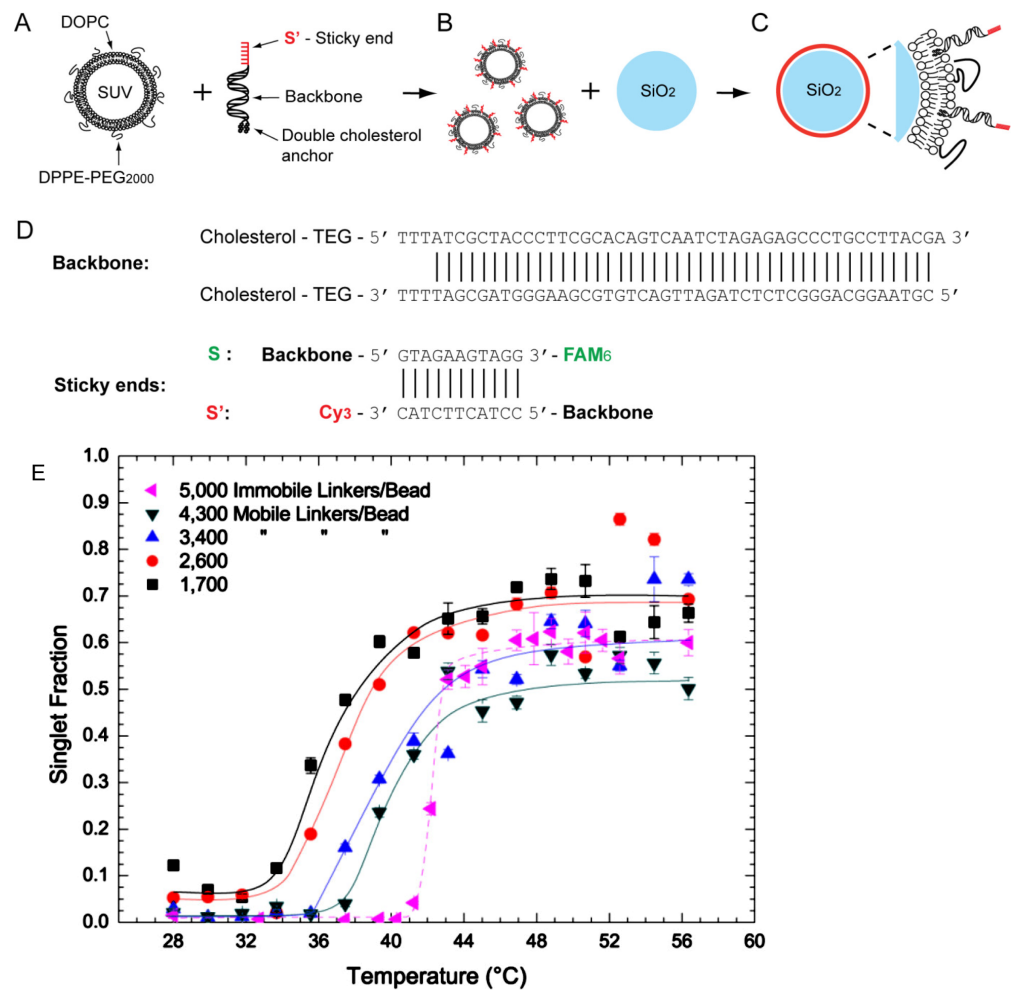 A
DOPC
SUV
DPPE-PEG2000
+
S’ - Sticky end
Backbone
Double cholesterol
anchor
B
+
SiO2
C
SiO2
D
Backbone:
Cholesterol - TEG - 5’ TTTATCGCTACCCTTCGCACAGTCAATCTAGAGAGCCCTGCCTTACGA 3’
Cholesterol - TEG - 3’ TTTTAGCGATGGGAAGCGTGTCAGTTAGATCTCTCGGGACGGAATGC 5’
Sticky ends:
S : Backbone - 5’ GTAGAAGTAGG 3’- FAM6
S’: Cy3 - 3’ CATCTTCATCC 5’- Backbone
E
5,000 Immobile Linkers/Bead
4,300 Mobile Linkers/Bead
3,400 " " "
2,600
1,700
Singlet Fraction
1.0
0.9
0.8
0.7
0.6
0.5
0.4
0.3
0.2
0.1
0.0
28 32 36 40 44 48 52 56 60
Temperature (°C)